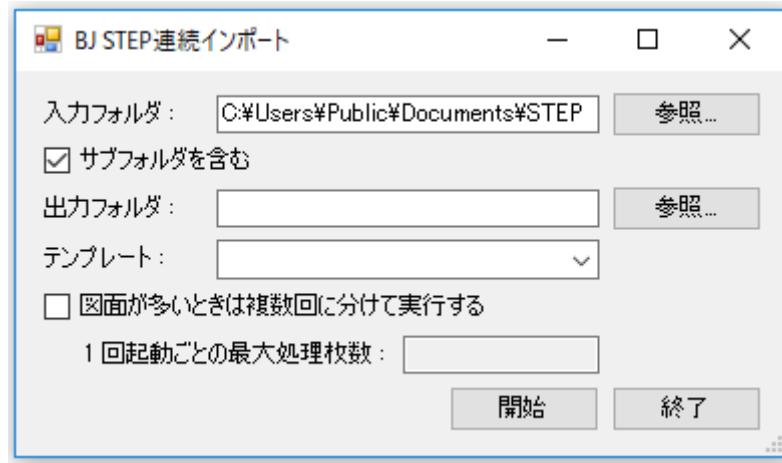 BJ STEP連続インポート
入力フォルダ： C:¥Users¥Public¥Documents¥STEP 参照...
サブフォルダを含む
出力フォルダ： 参照...
テンプレート：
図面が多いときは複数回に分けて実行する
1回起動ごとの最大処理枚数：
開始 終了